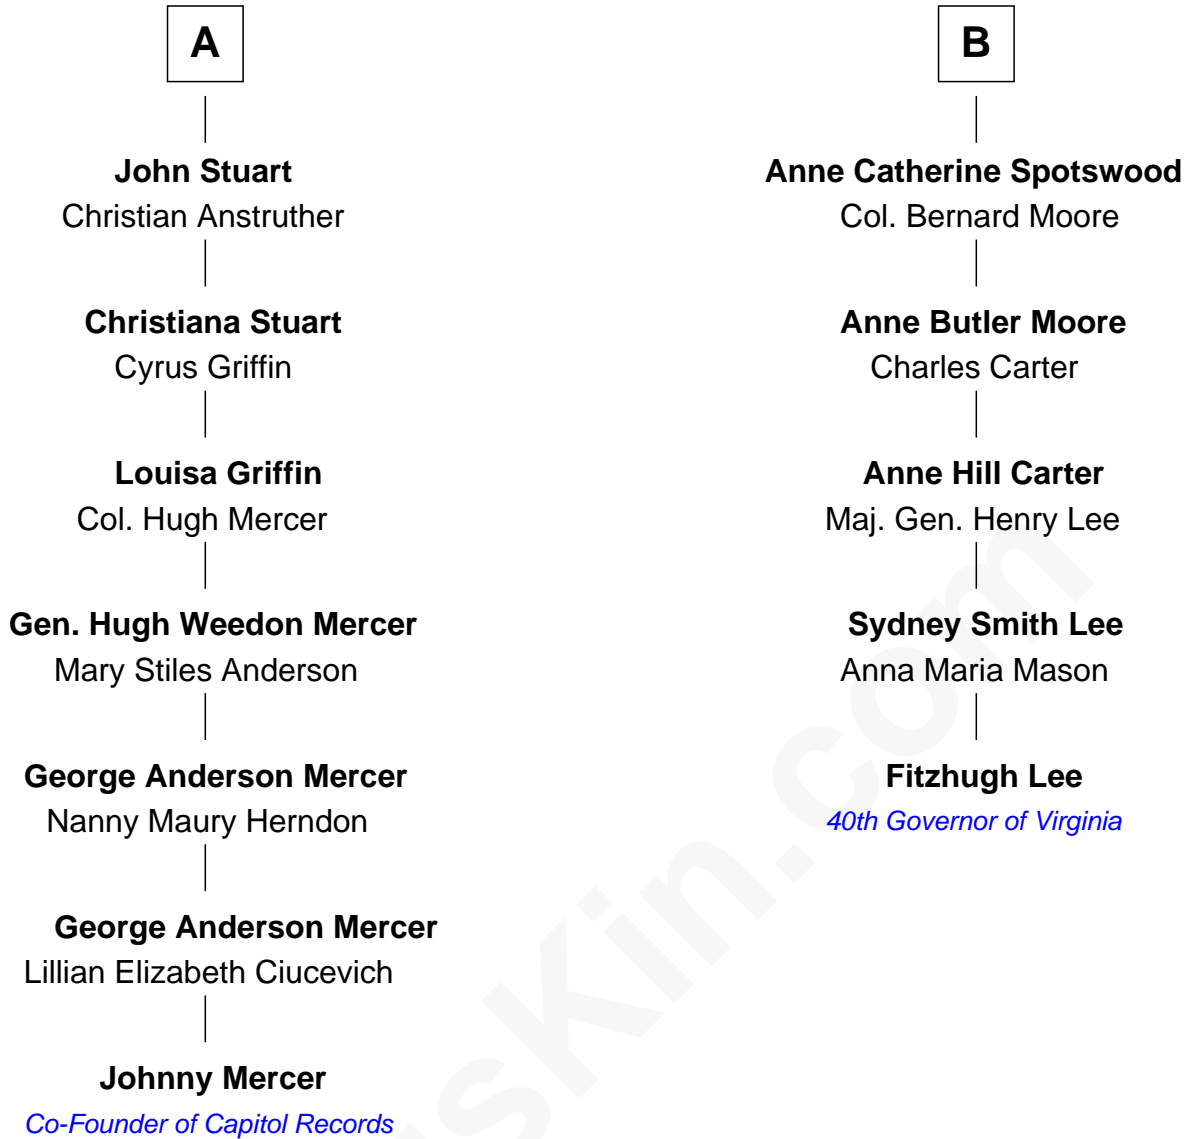 A
John Stuart
Christian Anstruther
Christiana Stuart
Cyrus Griffin
Louisa Griffin
Col. Hugh Mercer
Gen. Hugh Weedon Mercer
Mary Stiles Anderson
George Anderson Mercer
Nanny Maury Herndon
George Anderson Mercer
Lillian Elizabeth Ciucevich
Johnny Mercer
Co-Founder of Capitol Records
B
Anne Catherine Spotswood
Col. Bernard Moore
Anne Butler Moore
Charles Carter
Anne Hill Carter
Maj. Gen. Henry Lee
Sydney Smith Lee
Anna Maria Mason
Fitzhugh Lee
40th Governor of Virginia
sKin.com